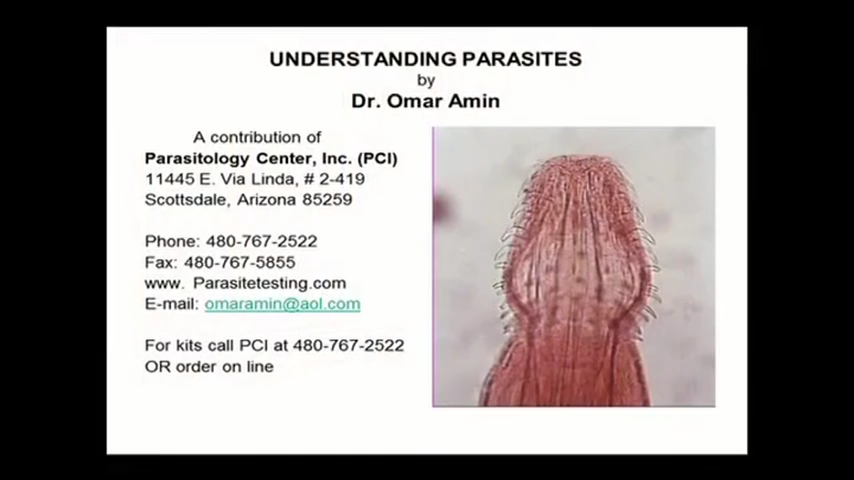 UNDERSTANDING PARASITES
by
Dr. Omar Amin
A contribution of
Parasitology Center, Inc. (PCI)
11445 E. Via Linda, # 2-419
Scottsdale, Arizona 85259
Phone: 480-767-2522
Fax: 480-767-5855
www. Parasitetesting.com
E-mail: omaramin@aol.com
For kits call PCI at 480-767-2522
OR order on line